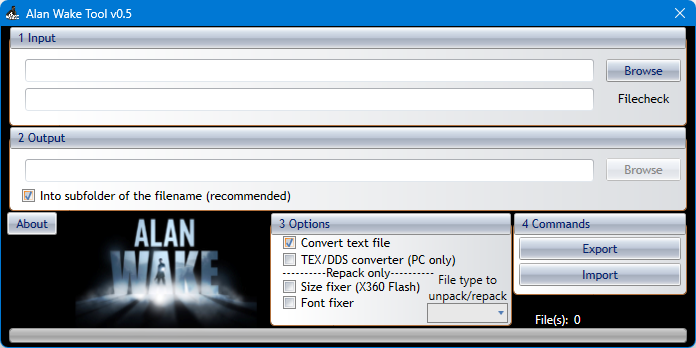 Alan Wake Tool v0.5
1 Input
Browse
Filecheck
2 Output
Browse
Into subfolder of the filename (recommended)
About
ALAN
WAKE
3 Options
Convert text file
TEX/DDS converter (PC only)
----------Repack only----------
Size fixer (X360 Flash)
Font fixer
File type to
unpack/repack
4 Commands
Export
Import
File(s): 0